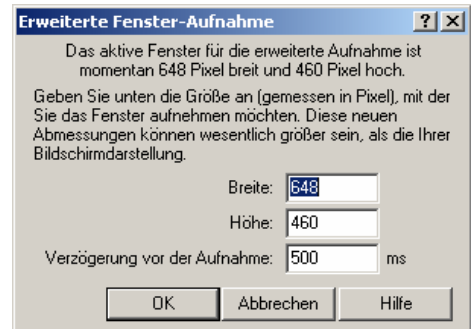 Erweiterte Fenster-Aufnahme
Das aktive Fenster für die erweiterte Aufnahme ist
momentan 648 Pixel breit und 460 Pixel hoch.
Geben Sie unten die Größe an (gemessen in Pixel), mit der
Sie das Fenster aufnehmen möchten. Diese neuen
Abmessungen können wesentlich größer sein, als die Ihrer
Bildschirmdarstellung.
Breite: 648
Höhe: 460
Verzögerung vor der Aufnahme: 500 ms
OK Abbrechen Hilfe